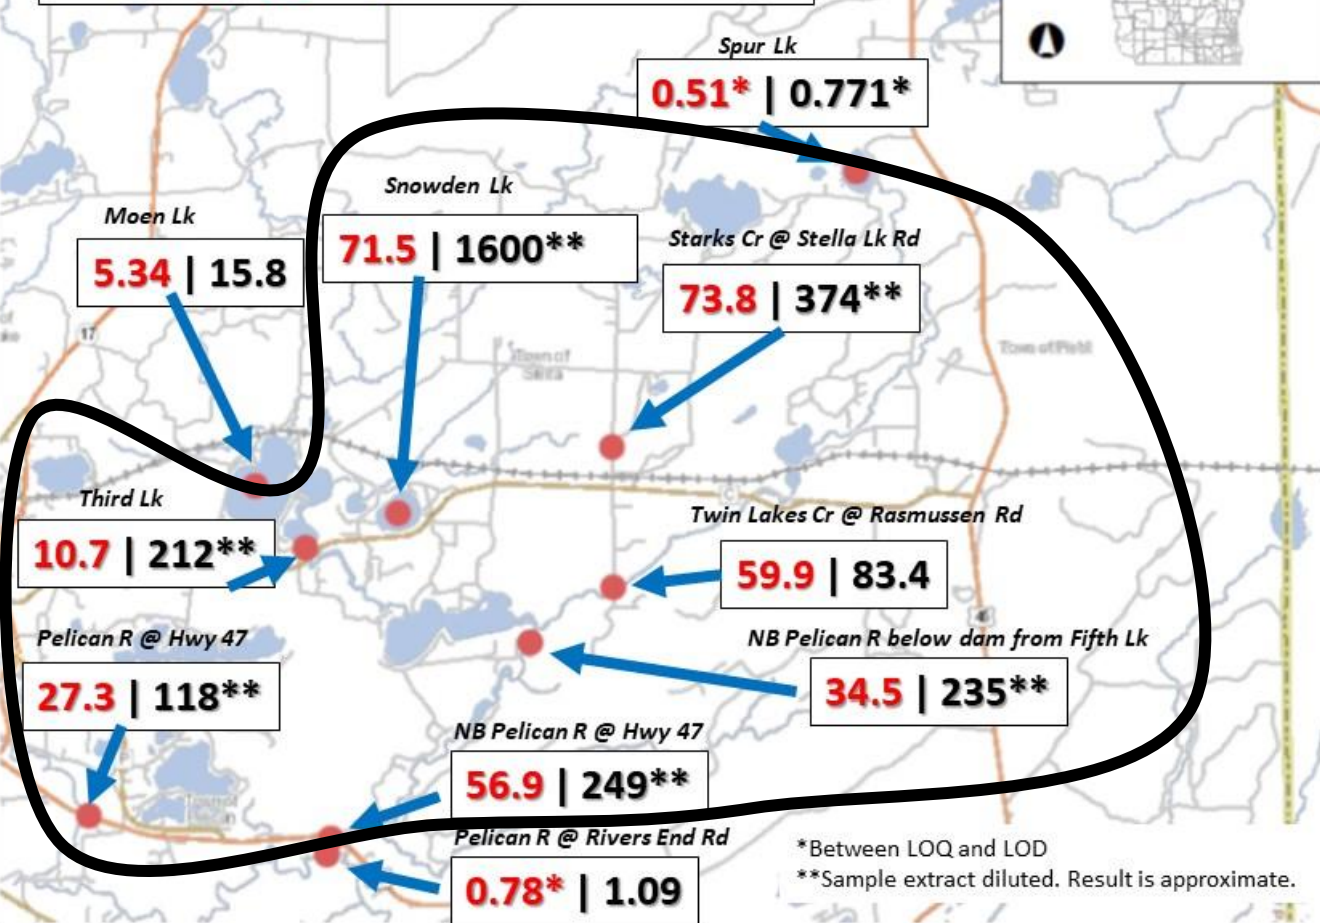 Spur Lk
0.51* | 0.771*
Snowden Lk
71.5 | 1600**
Moen Lk
5.34 | 15.8
Starks Cr @ Stella Lk Rd
73.8 | 374**
17
Town of
Third Lk
10.7 | 212**
C
Twin Lakes Cr @ Rasmussen Rd
59.9 | 83.4
Pelican R @ Hwy 47
27.3 | 118**
NB Pelican R below dam from Fifth Lk
34.5 | 235**
NB Pelican R @ Hwy 47
56.9 | 249**
Pelican R @ Rivers End Rd
0.78* | 1.09
*Between LOQ and LOD
**Sample extract diluted. Result is approximate.